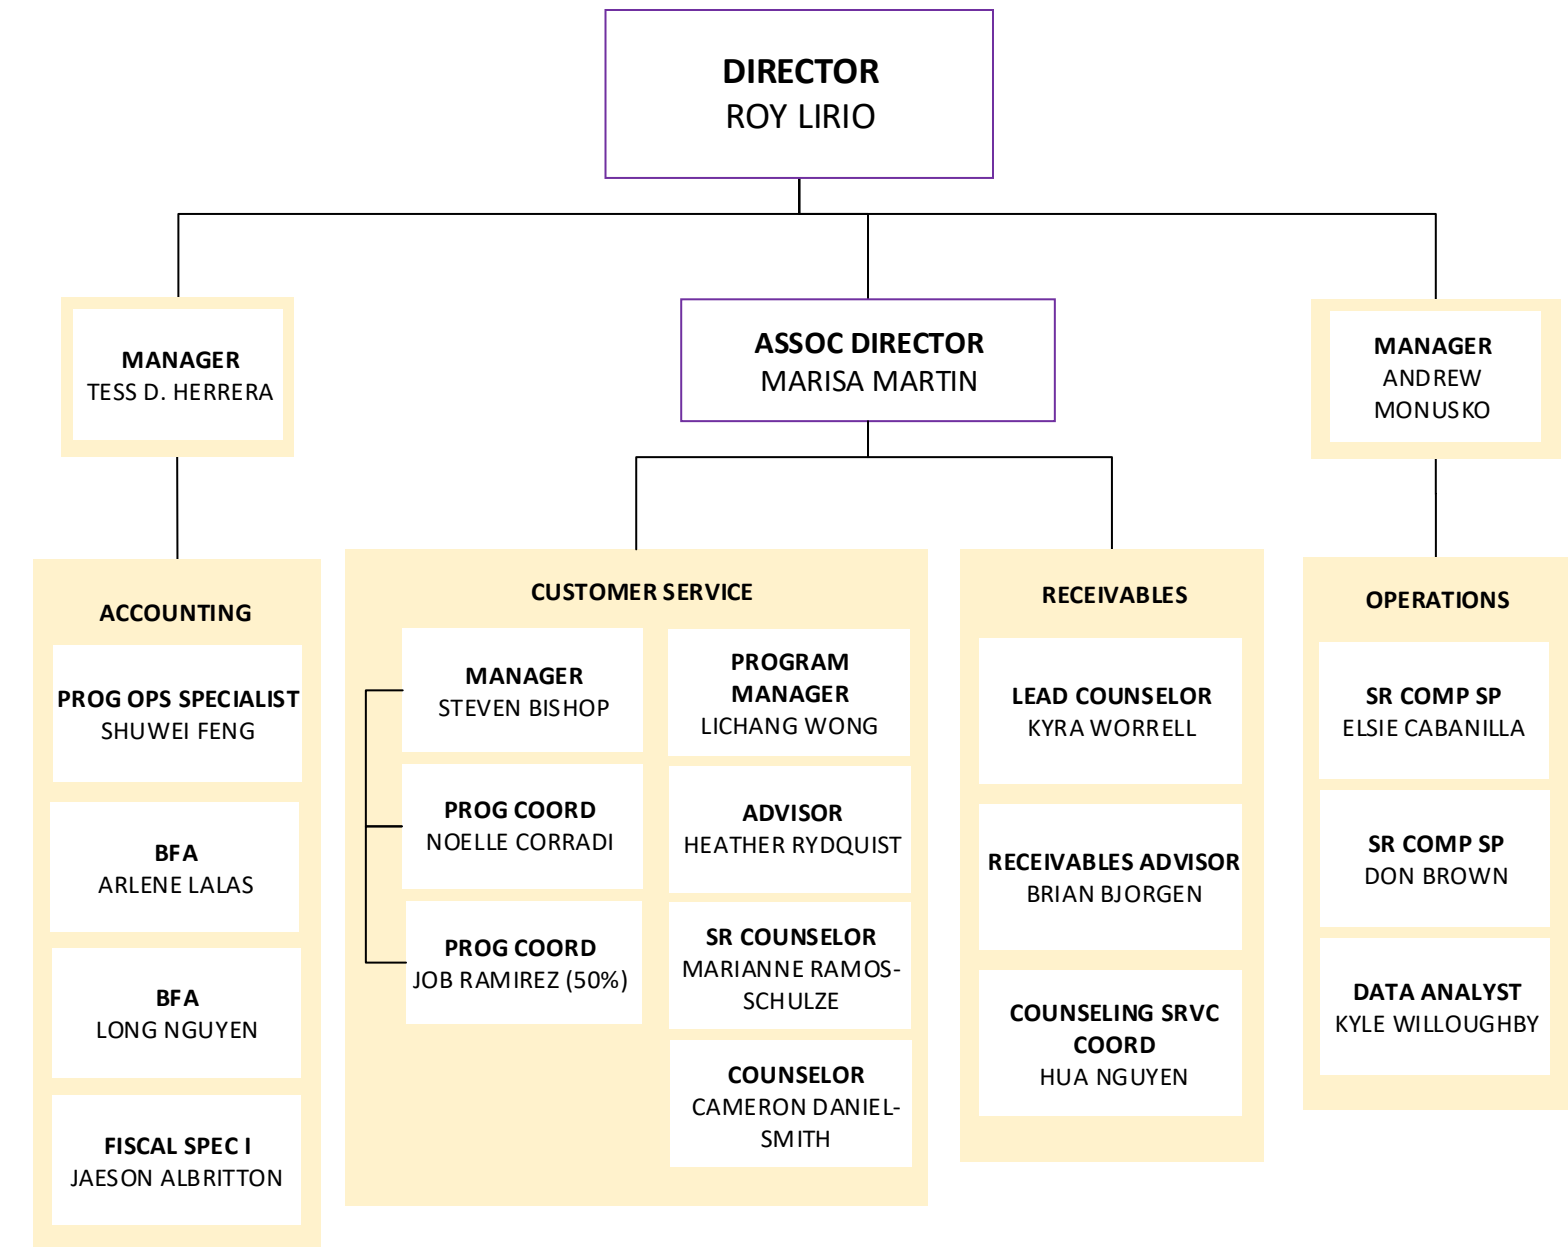 DIRECTOR
ROY LIRIO
MANAGER
TESS D. HERRERA
ASSOC DIRECTOR
MARISA MARTIN
MANAGER
ANDREW
MONUSKO
ACCOUNTING
PROG OPS SPECIALIST
SHUWEI FENG
BFA
ARLENE LALAS
BFA
LONG NGUYEN
FISCAL SPEC I
JAESON ALBRITTON
CUSTOMER SERVICE
MANAGER
STEVEN BISHOP
PROG COORD
NOELLE CORRADI
PROG COORD
JOB RAMIREZ (50%)
PROGRAM
MANAGER
LICHANG WONG
ADVISOR
HEATHER RYDQUIST
SR COUNSELOR
MARIANNE RAMOS-
SCHULZE
COUNSELOR
CAMERON DANIEL-
SMITH
RECEIVABLES
LEAD COUNSELOR
KYRA WORRELL
RECEIVABLES ADVISOR
BRIAN BJORGEN
COUNSELING SRVC
COORD
HUA NGUYEN
OPERATIONS
SR COMP SP
ELSIE CABANILLA
SR COMP SP
DON BROWN
DATA ANALYST
KYLE WILLOUGHBY